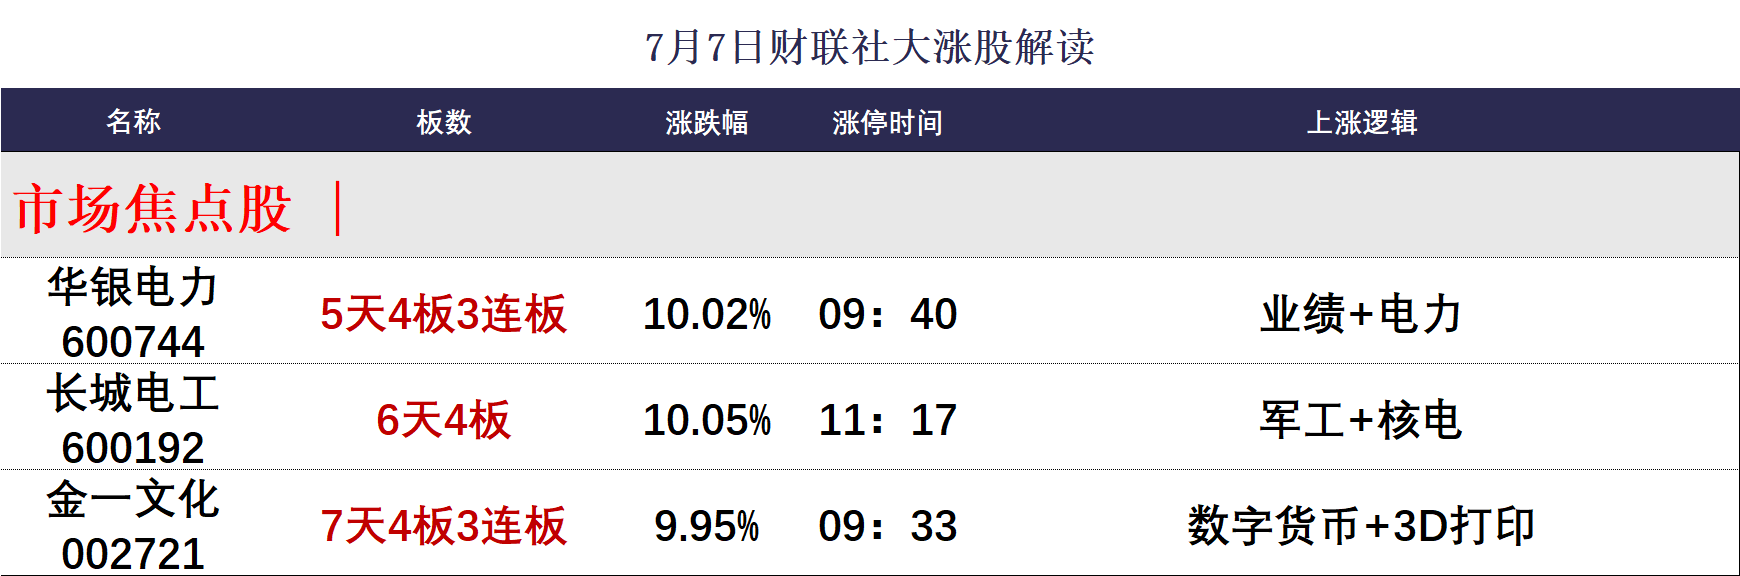 7月7日财联社大涨股解读
名称 板数 涨跌幅 涨停时间 上涨逻辑
市场焦点股 ｜
华银电力
600744 5天4板3连板 10.02% 09：40 业绩+电力
长城电工
600192 6天4板 10.05% 11：17 军工+核电
金一文化
002721 7天4板3连板 9.95% 09：33 数字货币+3D打印